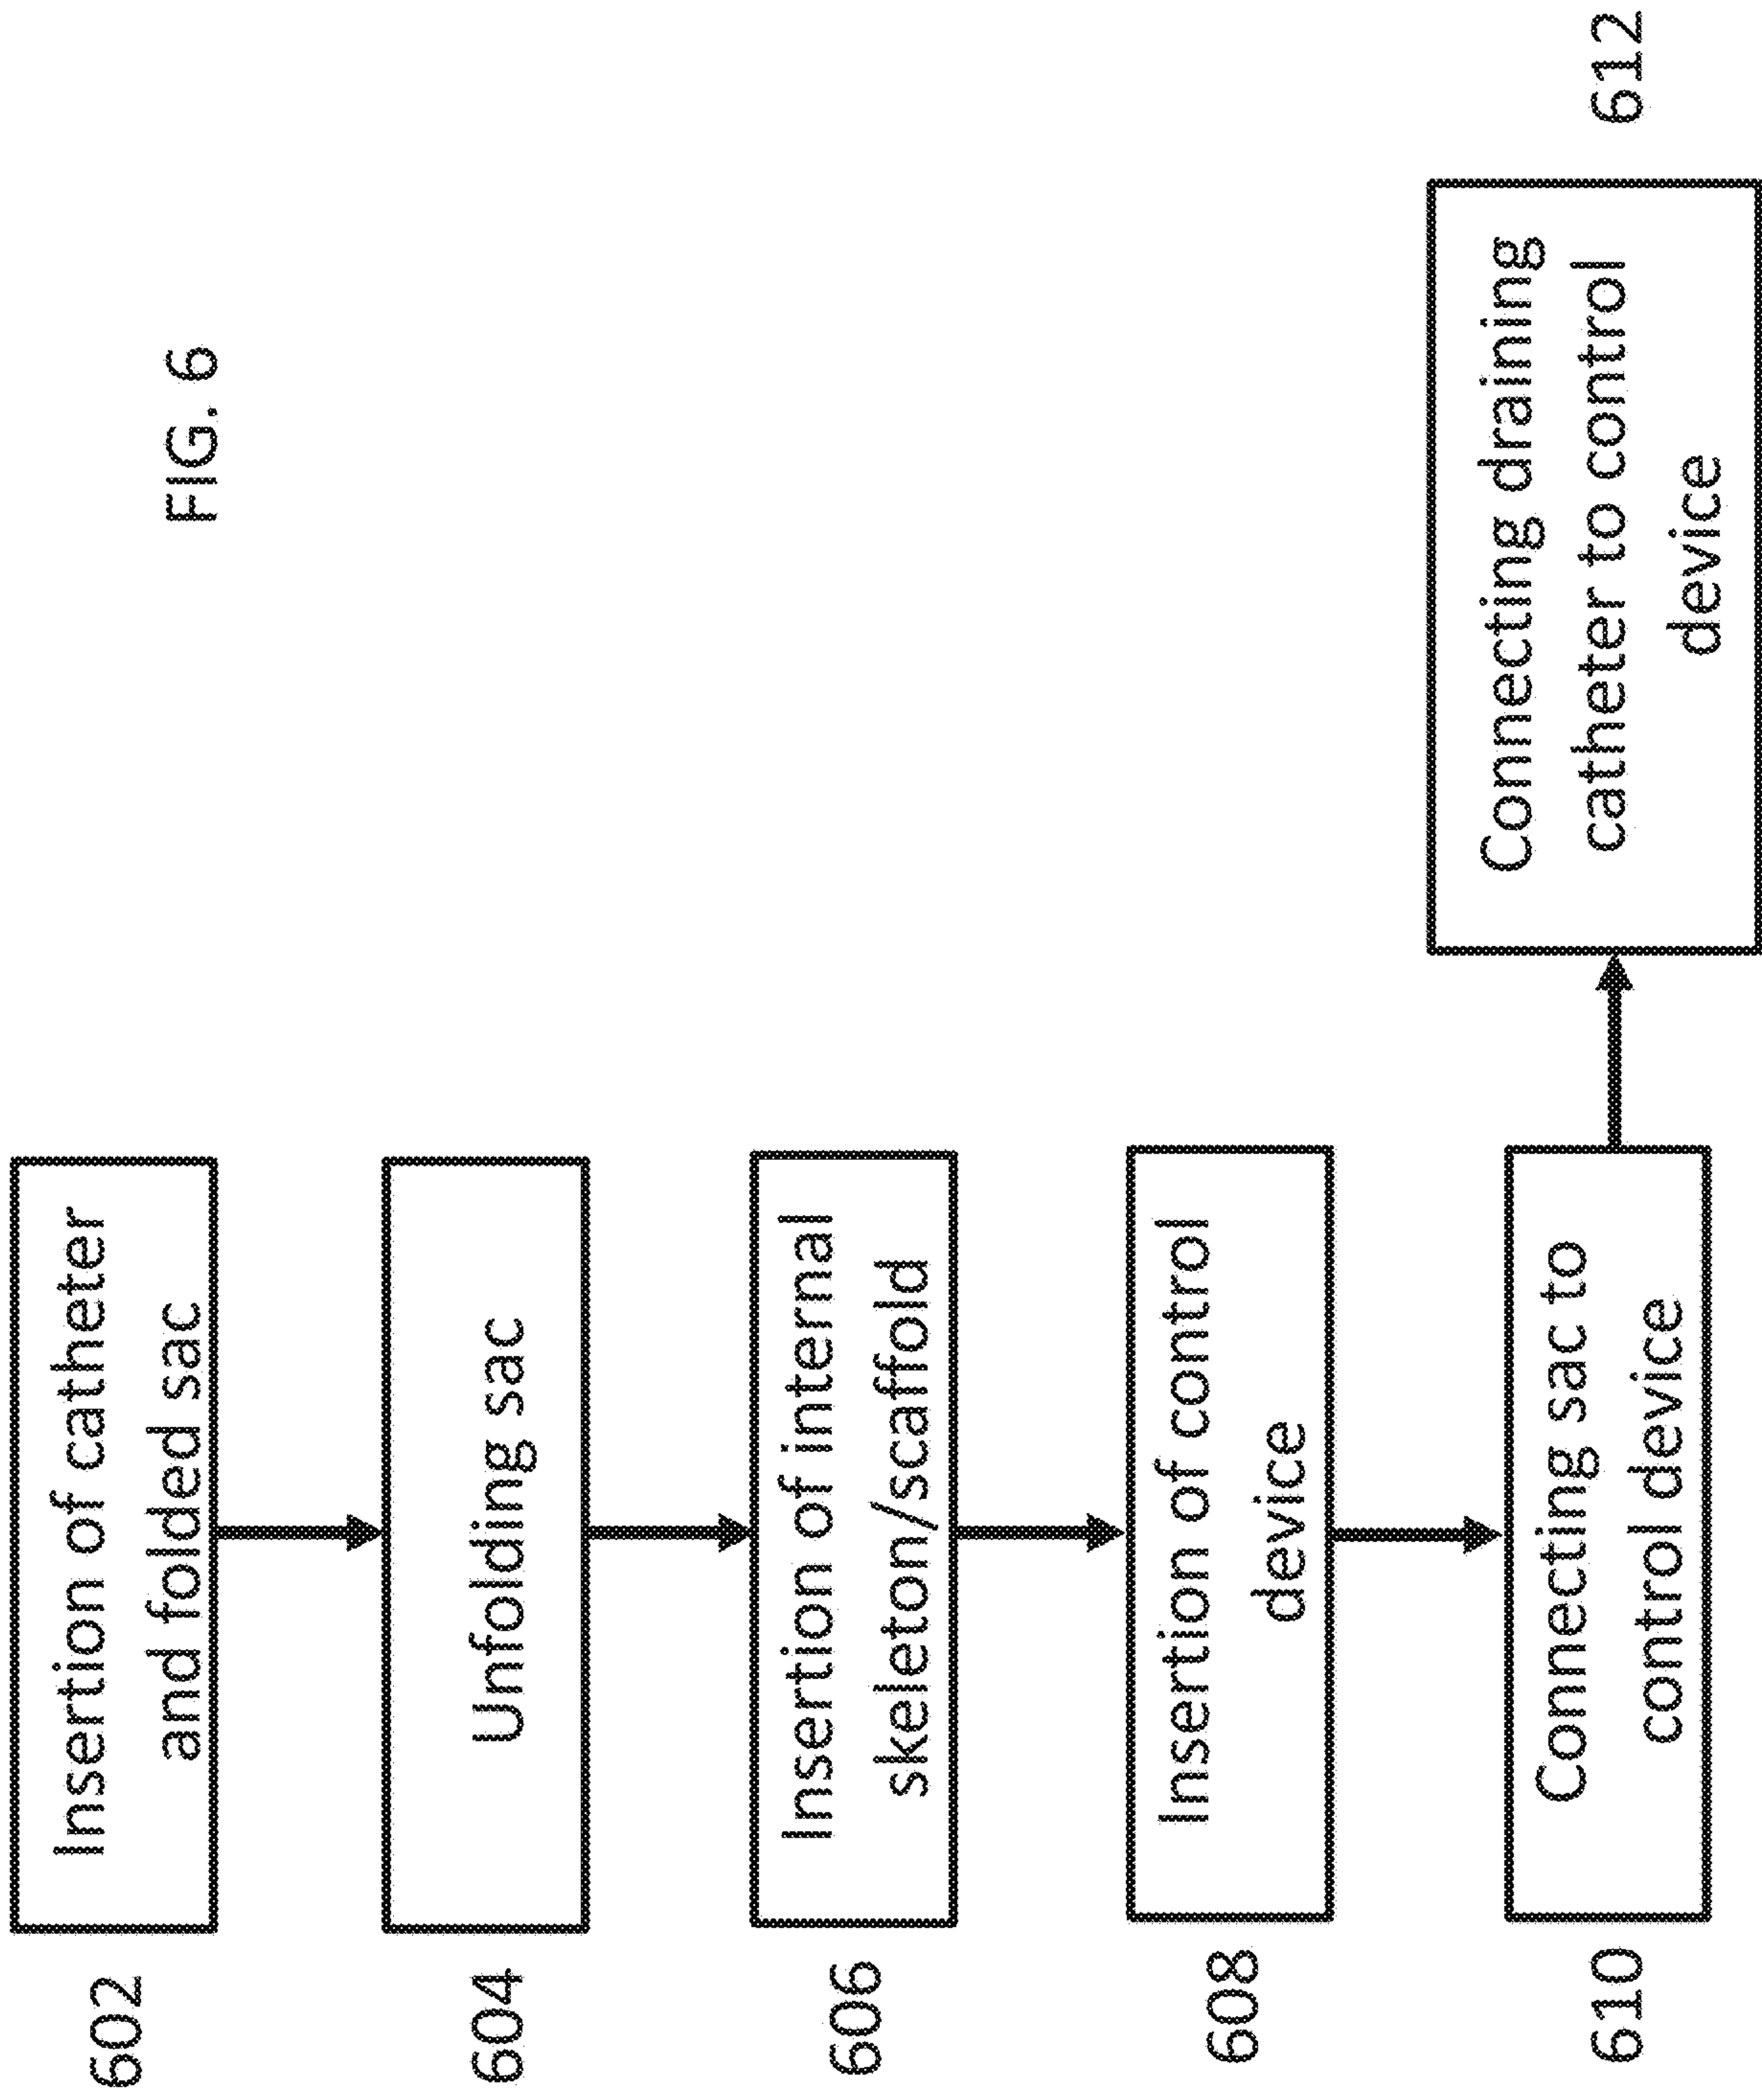 FIG. 6
602
Insertion of catheter
and folded sac
604
Unfolding sac
606
Insertion of internal
skeleton/scaffold
608
Insertion of control
device
610
Connecting sac to
control device
Connecting draining
catheter to control
device
612